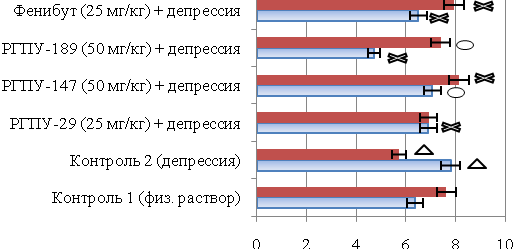 Фенибут (25 мг/кг) + депрессия
РГПУ-189 (50 мг/кг) + депрессия
РГПУ-147 (50 мг/кг) + депрессия
РГПУ-29 (25 мг/кг) + депрессия
Контроль 2 (депрессия)
Контроль 1 (физ. раствор)
0 2 4 6 8 10